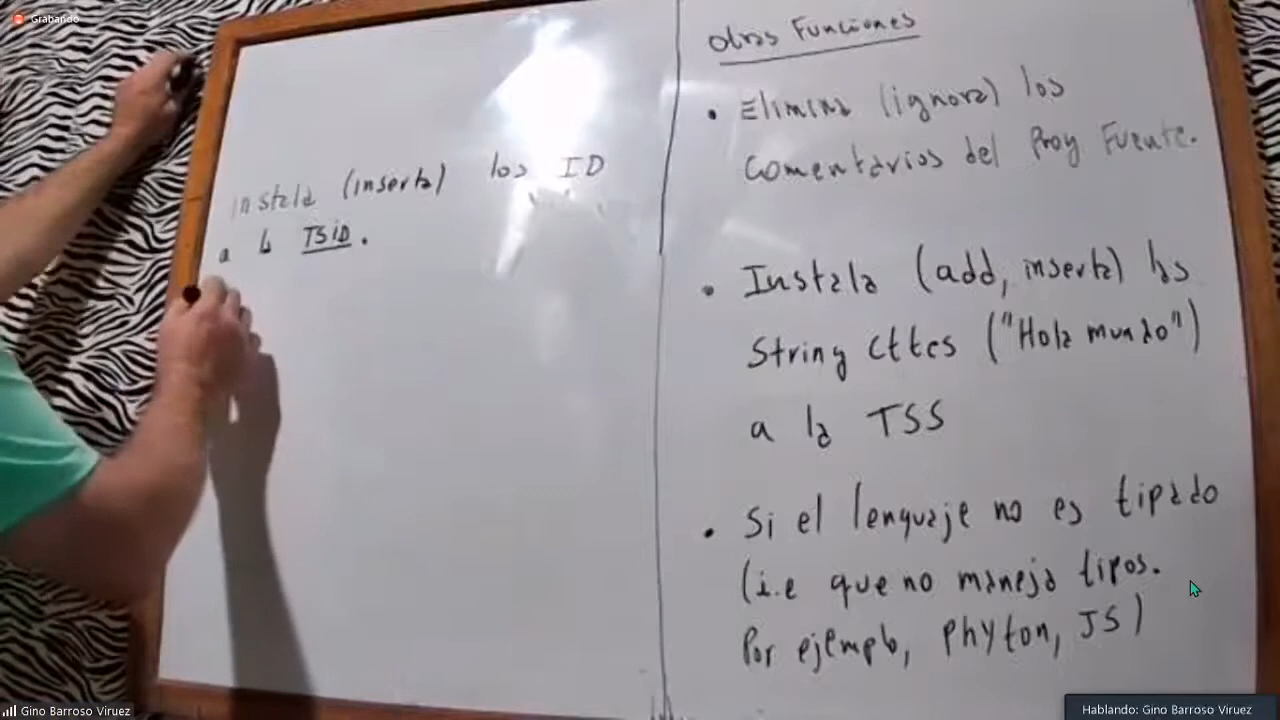 Grabando
Otras Funciones
• Elimina (ignora) los
Comentarios del Prog Fuente.
• Instala (add, inserta) las
String cttes ("Hola mundo")
a la TSS
• Si el lenguaje no es tipado
(i.e que no maneja tipos.
Por ejemplo, Phyton, JS)
instala (inserta) los ID
a la TSID.
Gino Barroso Viruez
Hablando: Gino Barroso Viruez